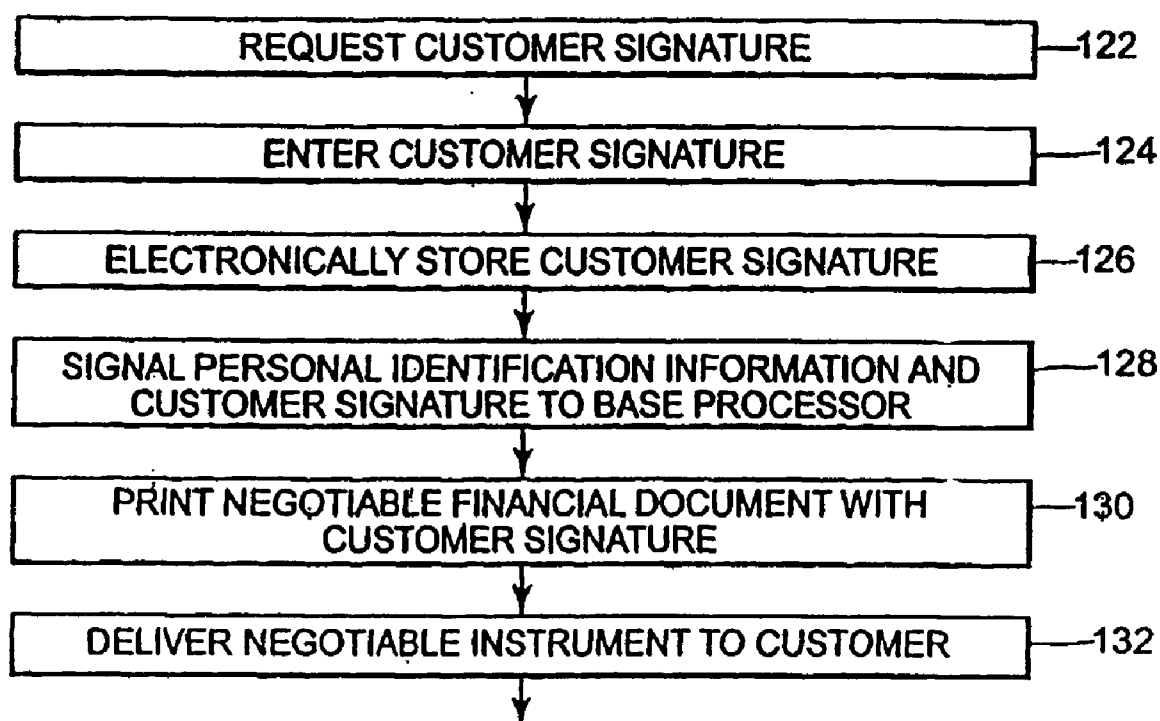 REQUEST CUSTOMER SIGNATURE 122
ENTER CUSTOMER SIGNATURE 124
ELECTRONICALLY STORE CUSTOMER SIGNATURE 126
SIGNAL PERSONAL IDENTIFICATION INFORMATION AND 128
CUSTOMER SIGNATURE TO BASE PROCESSOR
PRINT NEGOTIABLE FINANCIAL DOCUMENT WITH 130
CUSTOMER SIGNATURE
DELIVER NEGOTIABLE INSTRUMENT TO CUSTOMER 132